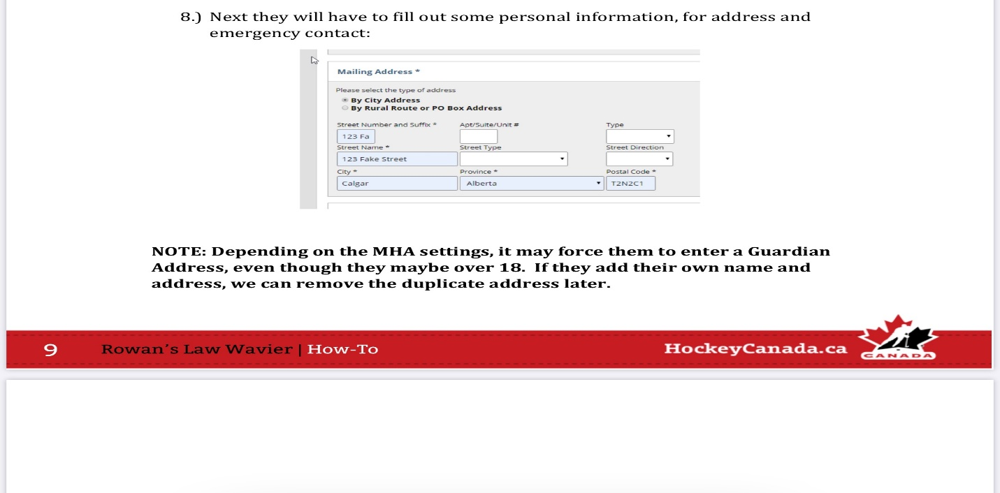 8.) Next they will have to fill out some personal information, for address and
emergency contact:
Mailing Address *
Please select the type of address
By City Address
By Rural Route or PO Box Address
Street Number and Suffix * Apt/Suite/Unit # Type
123 Fa
Street Name * Street Type Street Direction
123 Fake Street
City * Province * Postal Code *
Calgar Alberta T2N2C1
NOTE: Depending on the MHA settings, it may force them to enter a Guardian
Address, even though they maybe over 18. If they add their own name and
address, we can remove the duplicate address later.
9 Rowan's Law Wavier | How-To HockeyCanada.ca
CANADA